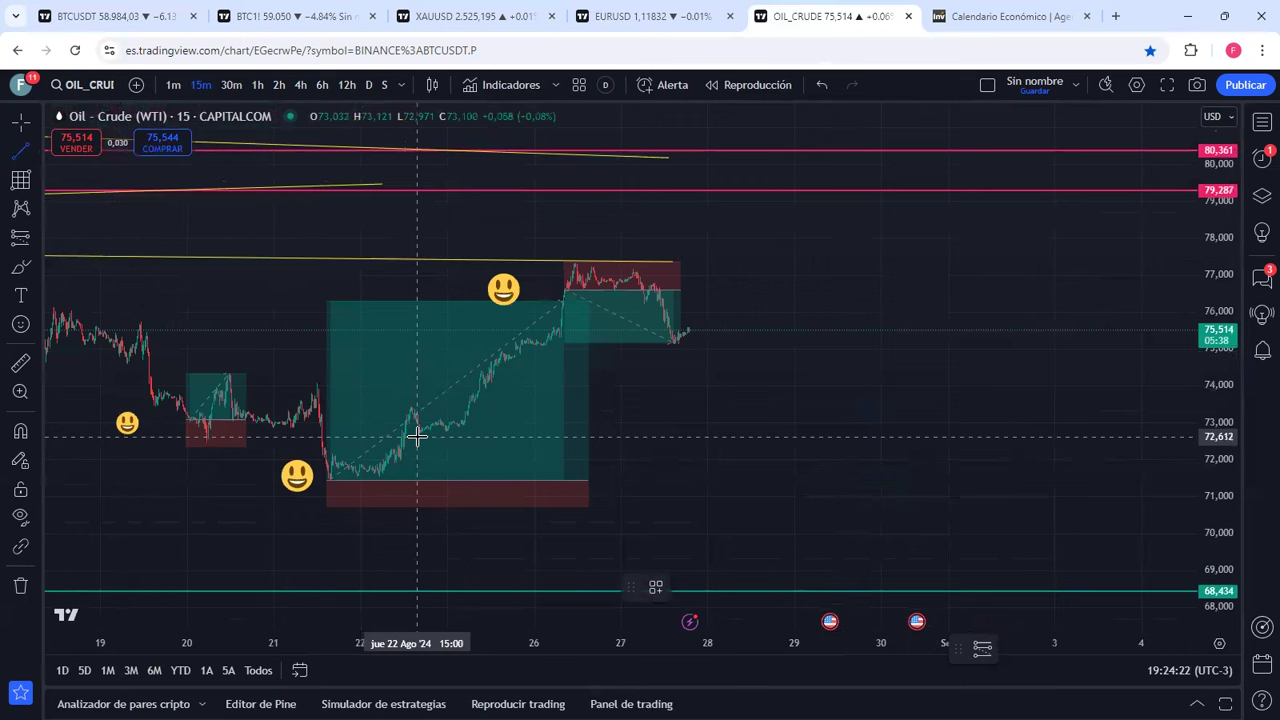 BTCUSDT 58.984,03 ▼ −6.13
BTC1! 59.050 ▼ −4.84% Sin n
XAUUSD 2.525,195 ▲ +0.01%
EURUSD 1,11832 ▼ −0.01%
OIL_CRUDE 75,514 ▲ +0.06%
Calendario Económico | Age
es.tradingview.com/chart/EGecrwPe/?symbol=BINANCE%3ABTCUSDT.P
F
F 11
OIL_CRUI
1m 15m 30m 1h 2h 4h 6h 12h D S
Indicadores
D
Alerta
Reproducción
Sin nombre
Guardar
Publicar
Oil - Crude (WTI) · 15 · CAPITALCOM
O73,032 H73,121 L72,971 C73,100 +0,058 (+0,08%)
USD
75,514
VENDER
0,030
75,544
COMPRAR
80,361
80,000
79,287
79,000
78,000
77,000
76,000
75,514
05:38
75,000
74,000
73,000
72,612
72,000
71,000
70,000
69,000
68,434
68,000
1
3
19 20 21 22 jue 22 Ago '24 15:00 26 27 28 29 30 Se 3 4
1D 5D 1M 3M 6M YTD 1A 5A Todos
19:24:22 (UTC-3)
Analizador de pares cripto
Editor de Pine
Simulador de estrategias
Reproducir trading
Panel de trading